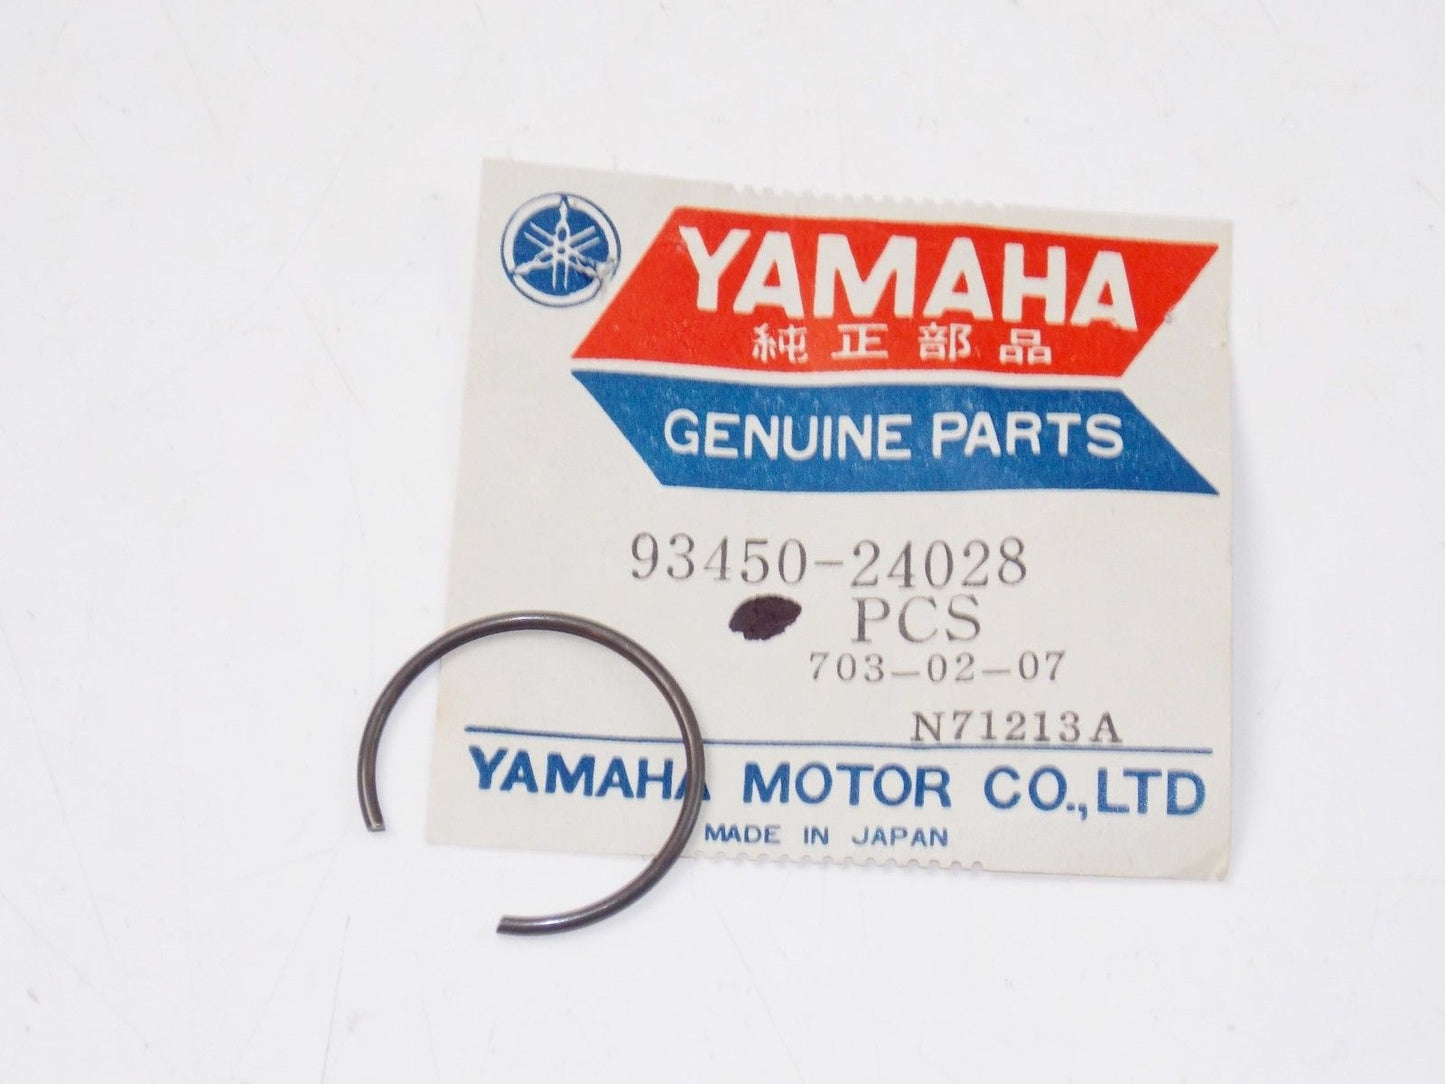 YAMAHA
純正部品
GENUINE PARTS
93450-24028
PCS
703-02-07
N71213A
YAMAHA MOTOR CO.,LTD
MADE IN JAPAN